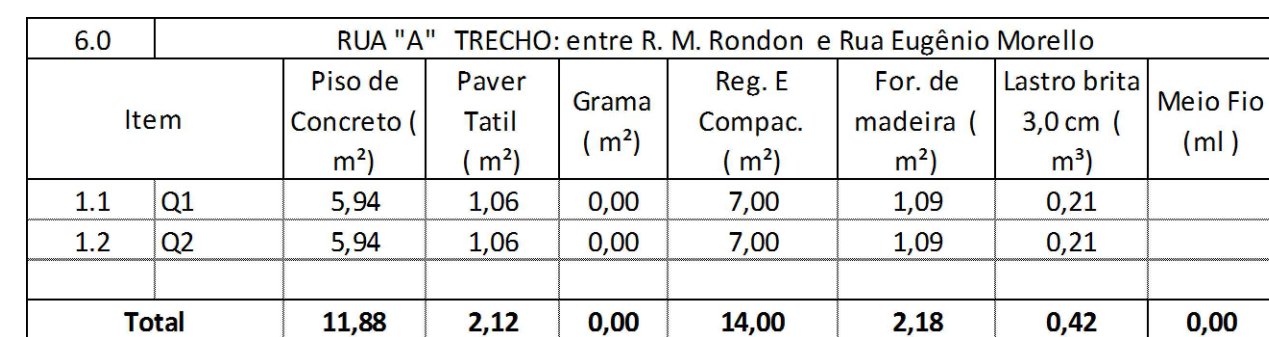 6.0 RUA "A" TRECHO: entre R. M. Rondon e Rua Eugênio Morello
Item Piso de Concreto ( m²) Paver Tatil ( m²) Grama ( m²) Reg. E Compac. ( m²) For. de madeira ( m²) Lastro brita 3,0 cm ( m³) Meio Fio (ml )
1.1 Q1 5,94 1,06 0,00 7,00 1,09 0,21
1.2 Q2 5,94 1,06 0,00 7,00 1,09 0,21
Total 11,88 2,12 0,00 14,00 2,18 0,42 0,00